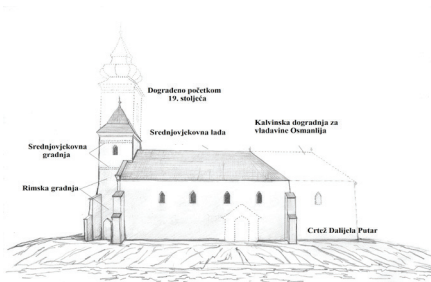 Dograđeno početkom
19. stoljeća
Kalvinska dogradnja za
vladavine Osmanlija
Srednjovjekovna lađa
Srednjovjekovna
gradnja
Rimska gradnja
Crtež Dalijela Putar